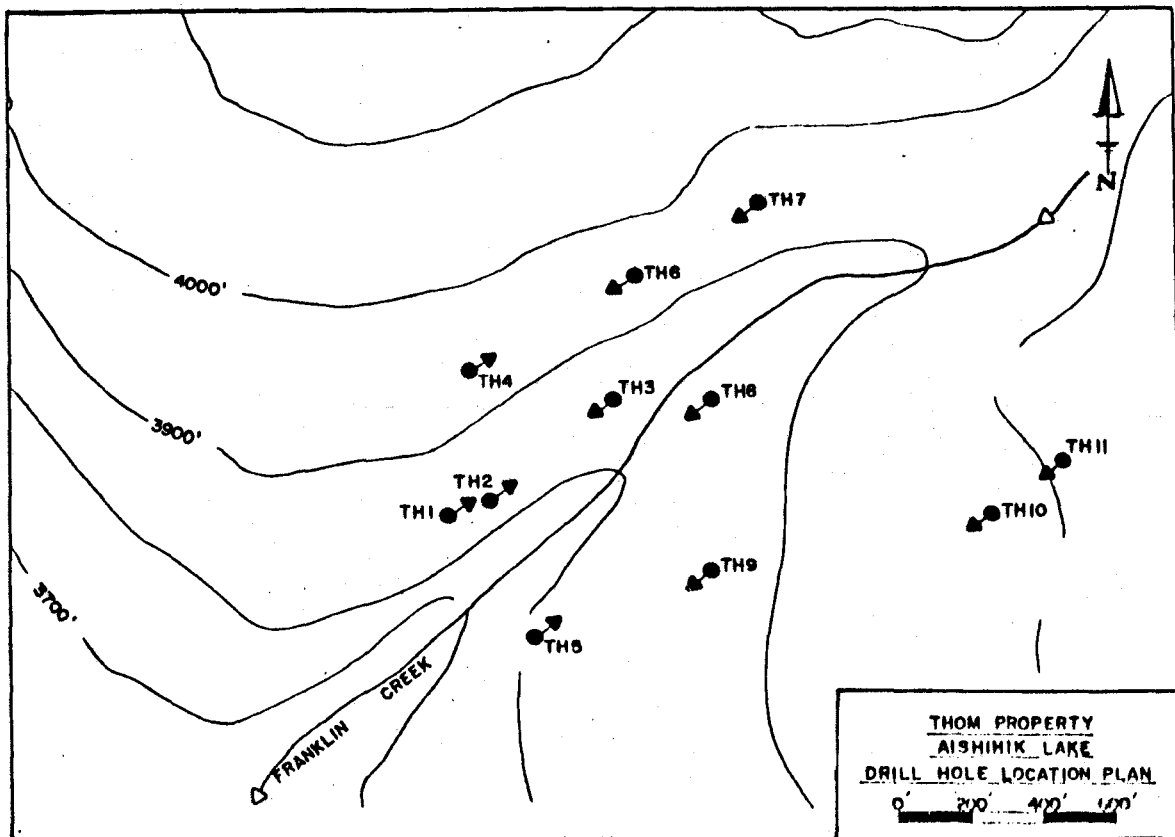 N
TH7
TH6
4000'
TH4
TH3
TH8
3900'
TH2
TH1
TH11
TH10
TH9
3700'
TH5
FRANKLIN CREEK
THOM PROPERTY
AISHIHIK LAKE
DRILL HOLE LOCATION PLAN
0' 200' 400' 600'